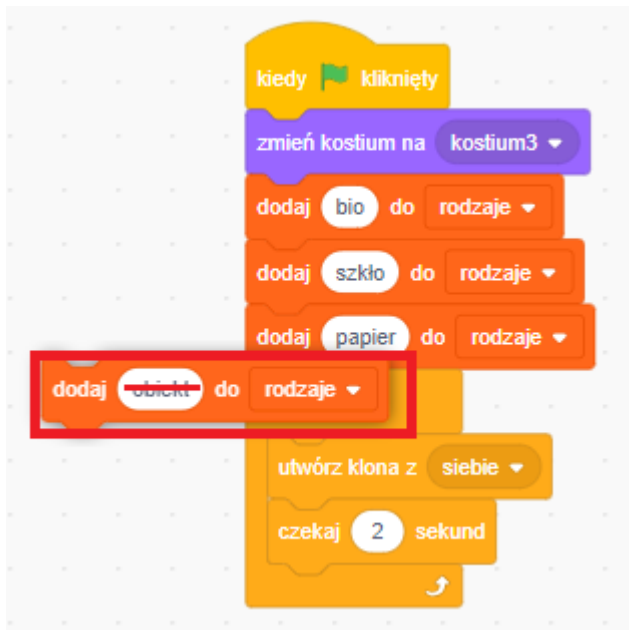 kiedy kliknięty
zmień kostium na kostium3
dodaj bio do rodzaje
dodaj szkło do rodzaje
dodaj papier do rodzaje
dodaj obiekt do rodzaje
utwórz klona z siebie
czekaj 2 sekund